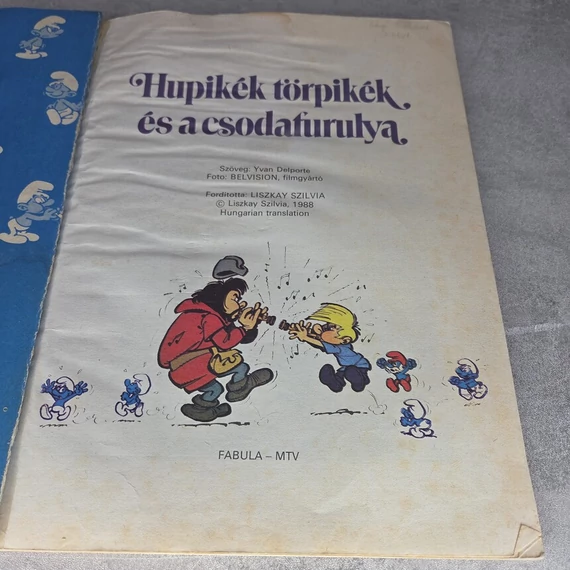 Hupikék törpikék
és a csodafurulya
Szöveg: Yvan Delporte
Foto: BELVISION, filmgyártó
Fordította: LISZKAY SZILVIA
© Liszkay Szilvia, 1988
Hungarian translation
FABULA – MTV